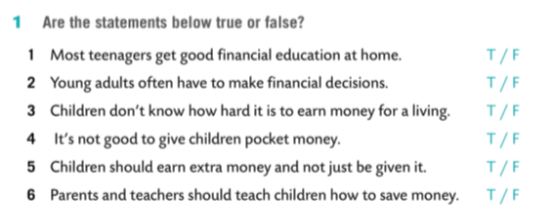 1 Are the statements below true or false?
1 Most teenagers get good financial education at home. T / F
2 Young adults often have to make financial decisions. T / F
3 Children don't know how hard it is to earn money for a living. T / F
4 It's not good to give children pocket money. T / F
5 Children should earn extra money and not just be given it. T / F
6 Parents and teachers should teach children how to save money. T / F